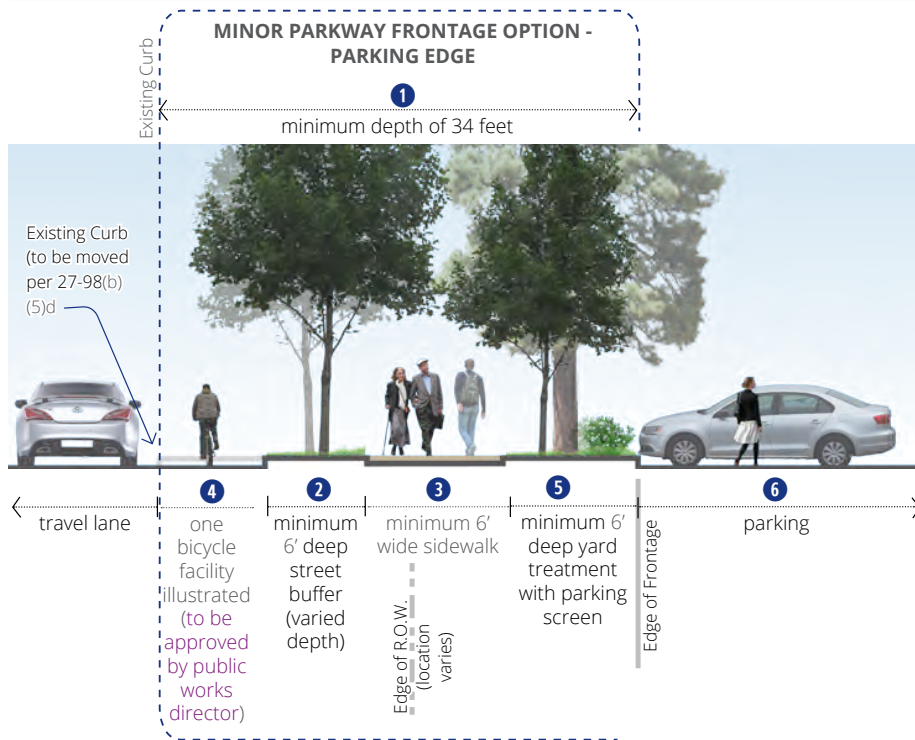 MINOR PARKWAY FRONTAGE OPTION -
PARKING EDGE
Existing Curb
1
minimum depth of 34 feet
Existing Curb
(to be moved
per 27-98(b)
(5)d
4
2
3
5
6
travel lane
one
bicycle
facility
illustrated
(to be
approved
by public
works
director)
minimum
6’ deep
street
buffer
(varied
depth)
minimum 6’
wide sidewalk
Edge of R.O.W.
(location
varies)
minimum 6’
deep yard
treatment
with parking
screen
Edge of Frontage
parking